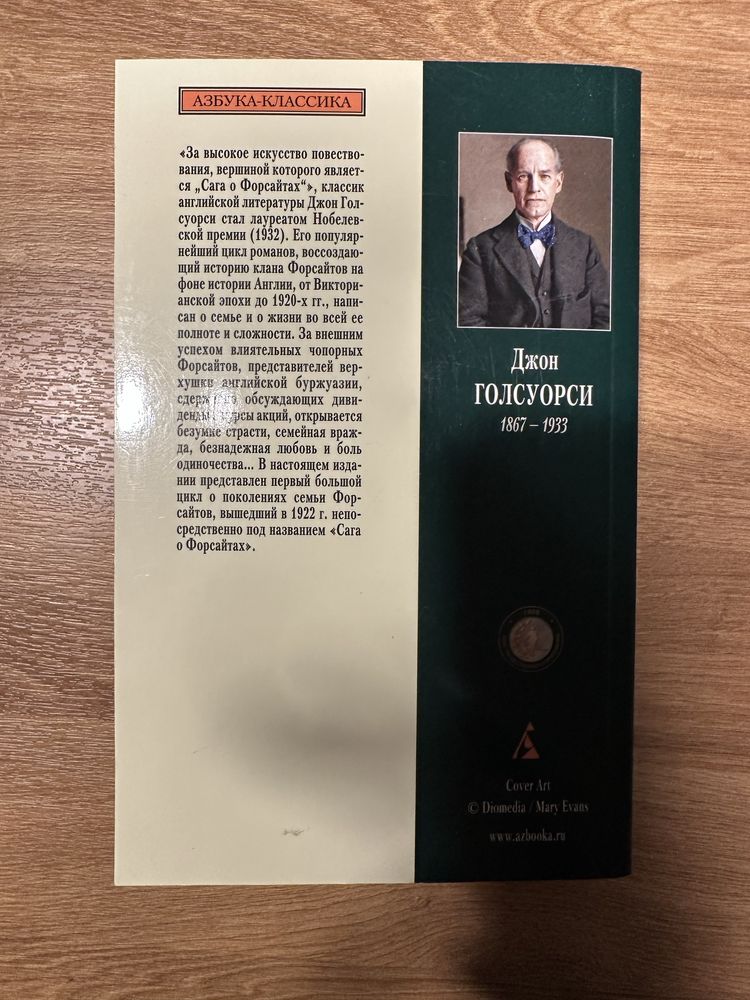 АЗБУКА-КЛАССИКА
«За высокое искусство повество-
вания, вершиной которого являет-
ся „Сага о Форсайтах“», классик
английской литературы Джон Гол-
суорси стал лауреатом Нобелев-
ской премии (1932). Его популяр-
нейший цикл романов, воссоздаю-
щий историю клана Форсайтов на
фоне истории Англии, от Виктори-
анской эпохи до 1920-х гг., напи-
сан о семье и о жизни во всей ее
полноте и сложности. За внешним
успехом влиятельных чопорных
Форсайтов, представителей вер-
хушки английской буржуазии,
обсуждающих диви-
денды акций, открывается
безумие страсти, семейная враж-
да, безнадежная любовь и боль
одиночества... В настоящем изда-
нии представлен первый большой
цикл о поколениях семьи Фор-
сайтов, вышедший в 1922 г. непо-
средственно под названием «Сага
о Форсайтах».
Джон
ГОЛСУОРСИ
1867 – 1933
Cover Art
© Diomedia / Mary Evans
www.azbooka.ru